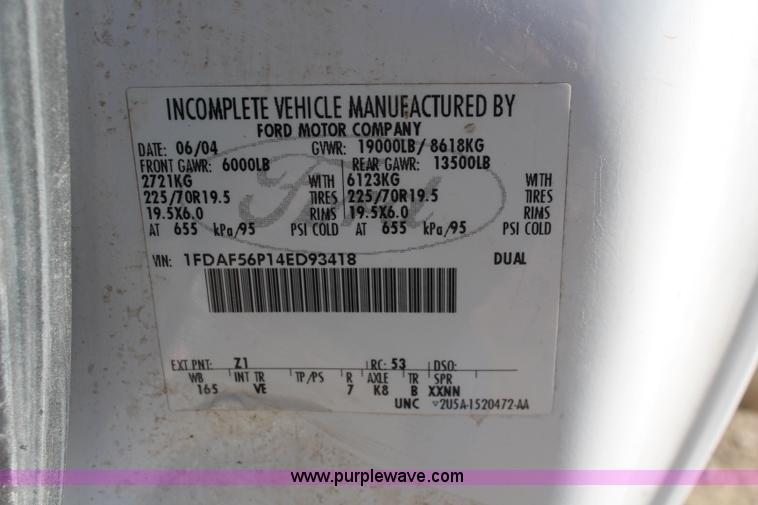 INCOMPLETE VEHICLE MANUFACTURED BY
FORD MOTOR COMPANY
DATE: 06/04 GVWR: 19000LB/ 8618KG
FRONT GAWR: 6000LB REAR GAWR: 13500LB
2721KG WITH 6123KG WITH
225/70R19.5 TIRES 225/70R19.5 TIRES
19.5X6.0 RIMS 19.5X6.0 RIMS
AT 655 kPa/95 PSI COLD AT 655 kPa/95 PSI COLD
VIN: 1FDAF56P14ED93418 DUAL
Ford
EXT PNT: Z1 RC: 53 DSO:
WB INT TR TP/PS R AXLE TR SPR
165 VE 7 K8 B XXNN
UNC 2U5A-1520472-AA
www.purplewave.com